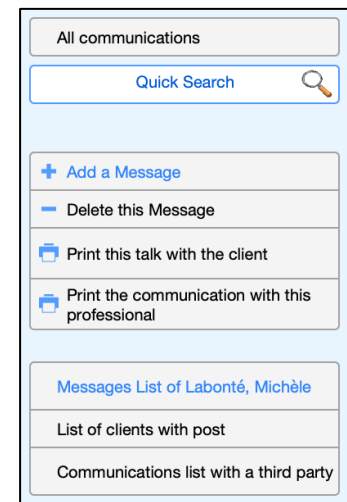 All communications
Quick Search
Add a Message
Delete this Message
Print this talk with the client
Print the communication with this
professional
Messages List of Labonté, Michèle
List of clients with post
Communications list with a third party